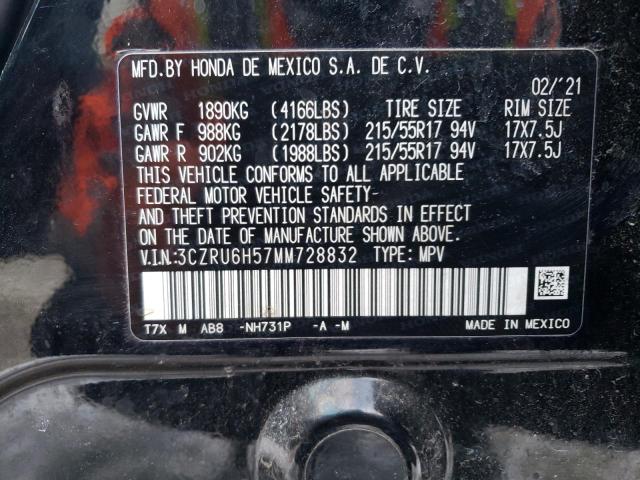 MFD. BY HONDA DE MEXICO S.A. DE C.V.
02/'21
GVWR 1890KG (4166LBS) TIRE SIZE RIM SIZE
GAWR F 988KG (2178LBS) 215/55R17 94V 17X7.5J
GAWR R 902KG (1988LBS) 215/55R17 94V 17X7.5J
THIS VEHICLE CONFORMS TO ALL APPLICABLE
FEDERAL MOTOR VEHICLE SAFETY-
AND THEFT PREVENTION STANDARDS IN EFFECT
ON THE DATE OF MANUFACTURE SHOWN ABOVE.
V.I.N.:3CZRU6H57MM728832 TYPE: MPV
T7X M AB8 -NH731P -A -M
MADE IN MEXICO